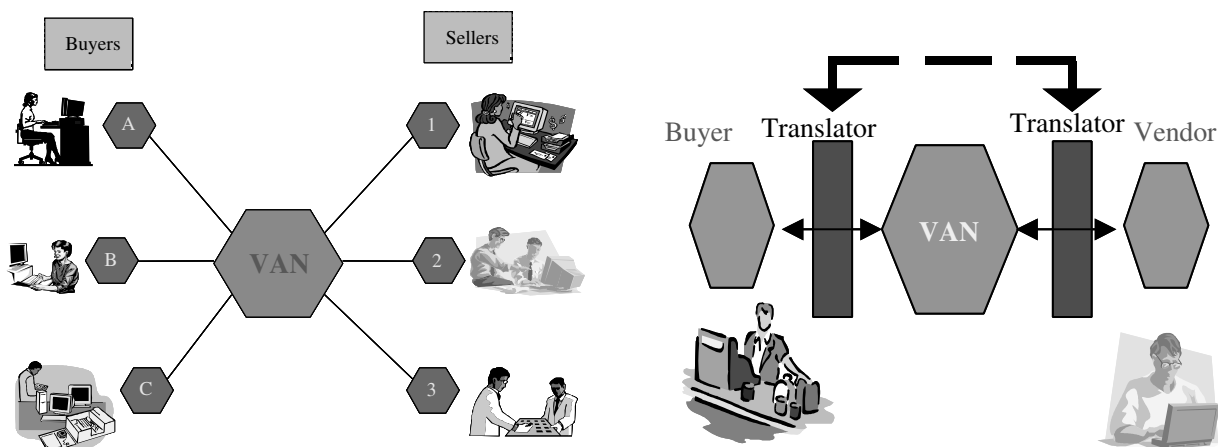 Buyers
Sellers
A
1
B
VAN
2
C
3
Buyer
Translator
Translator
Vendor
VAN